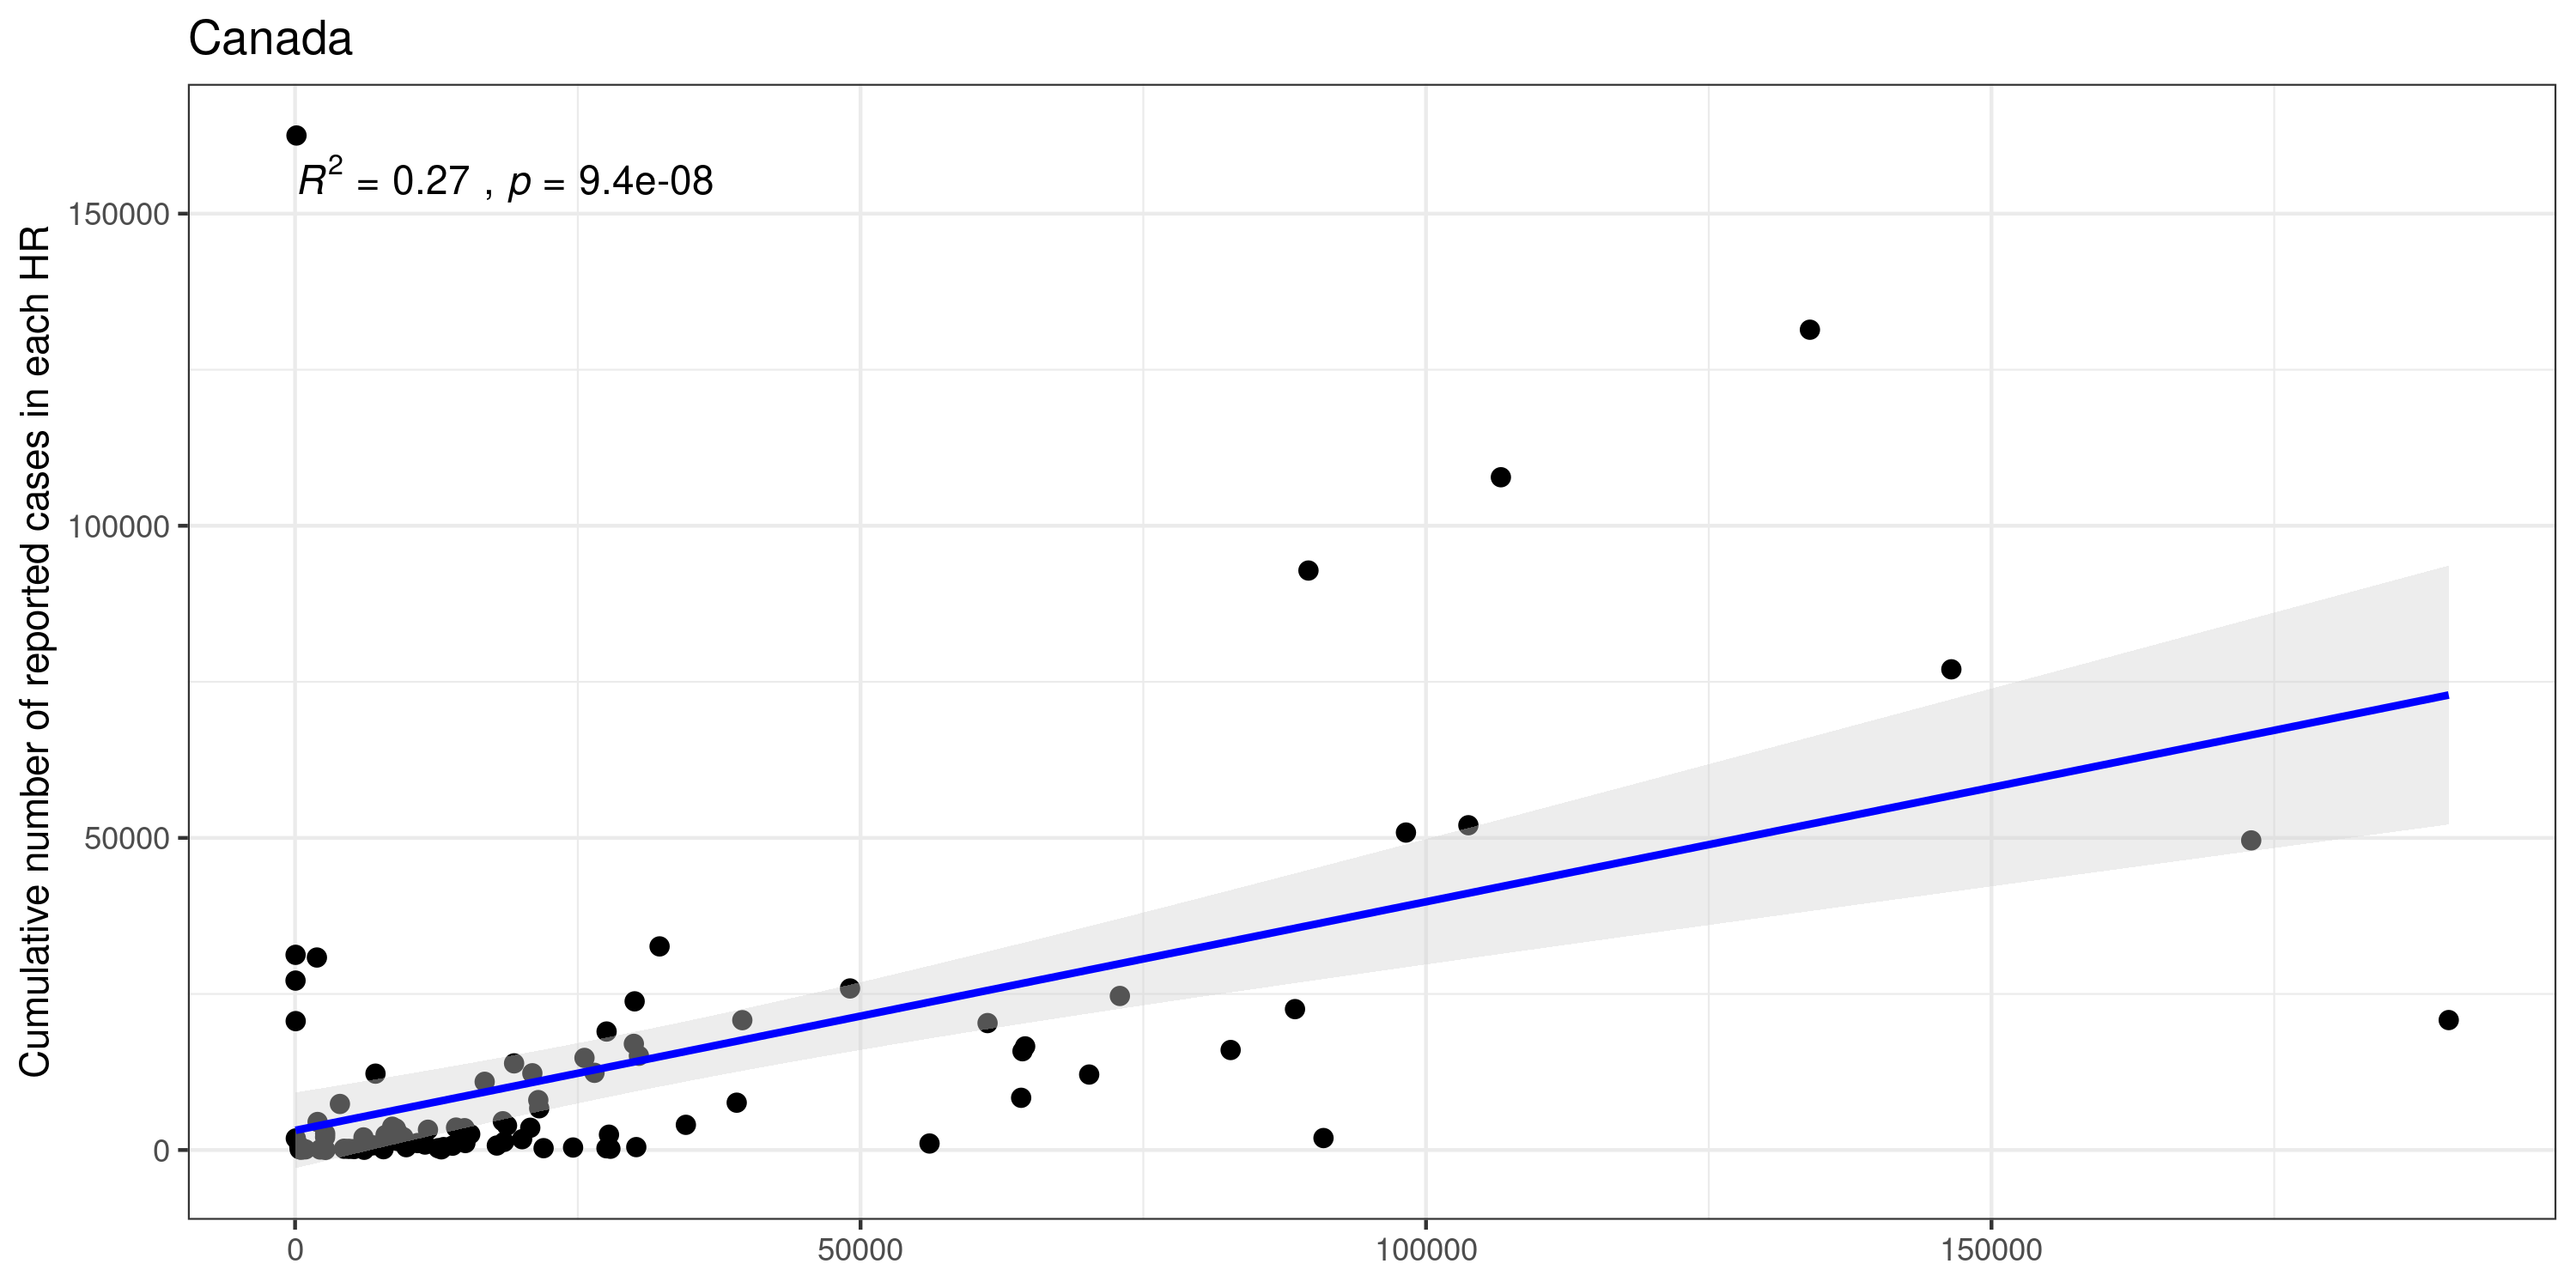 Canada
R² = 0.27 , p = 9.4e-08
Cumulative number of reported cases in each HR
150000
100000
50000
0
0
50000
100000
150000